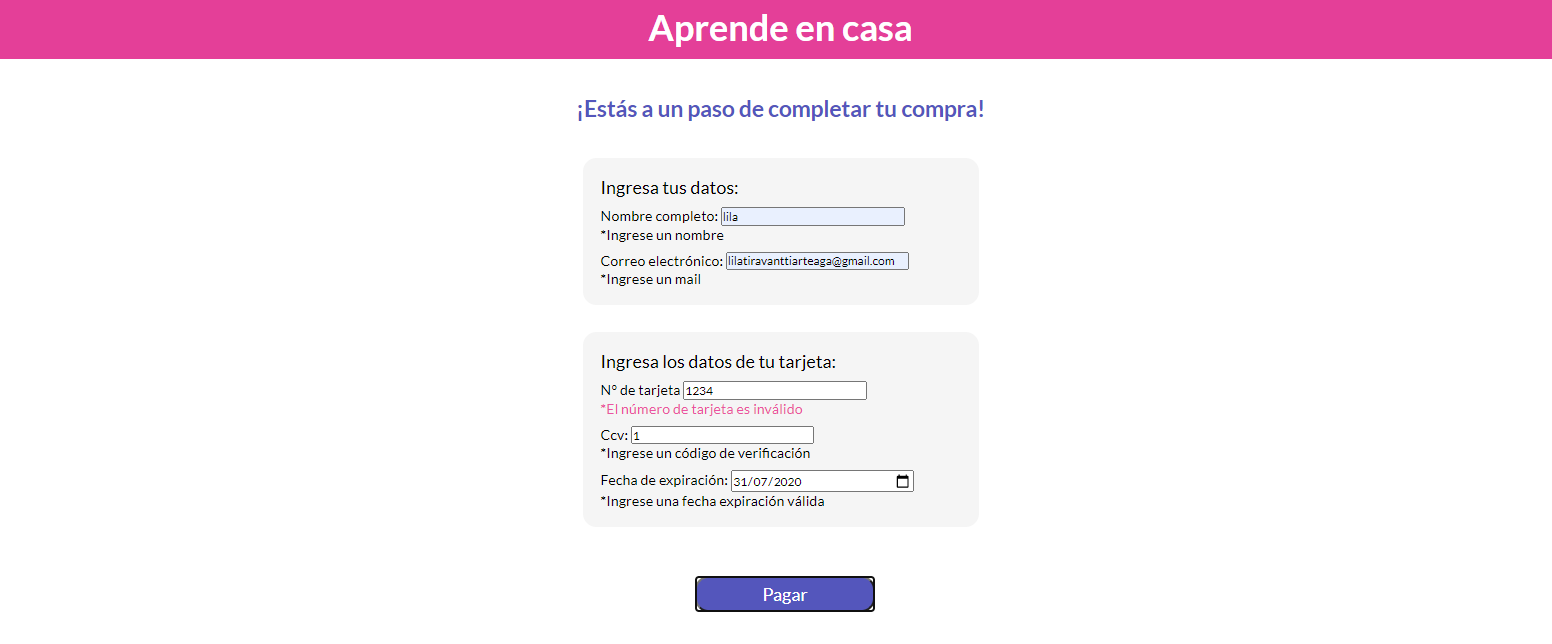 Aprende en casa
¡Estás a un paso de completar tu compra!
Ingresa tus datos:
Nombre completo: lila
*Ingrese un nombre
Correo electrónico: lilatiravanttiarteaga@gmail.com
*Ingrese un mail
Ingresa los datos de tu tarjeta:
N° de tarjeta 1234
*El número de tarjeta es inválido
Ccv: 1
*Ingrese un código de verificación
Fecha de expiración: 31/07/2020
*Ingrese una fecha expiración válida
Pagar